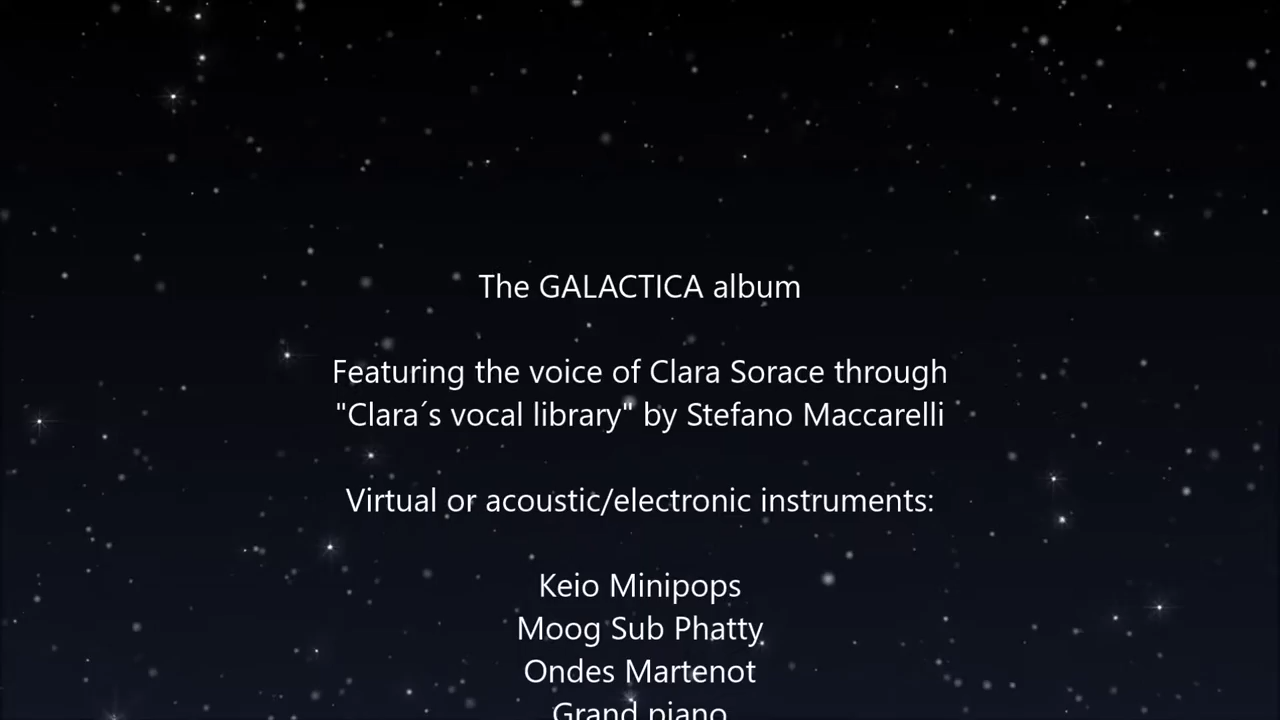 The GALACTICA album
Featuring the voice of Clara Sorace through
"Clara´s vocal library" by Stefano Maccarelli
Virtual or acoustic/electronic instruments:
Keio Minipops
Moog Sub Phatty
Ondes Martenot
Grand piano